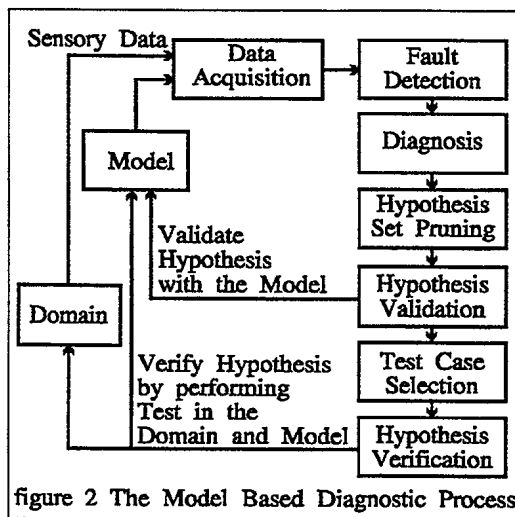 Sensory Data
Data
Acquisition
Fault
Detection
Model
Diagnosis
Hypothesis
Set Pruning
Validate
Hypothesis
with the Model
Hypothesis
Validation
Domain
Test Case
Selection
Verify Hypothesis
by performing
Test in the
Domain and Model
Hypothesis
Verification
figure 2 The Model Based Diagnostic Process